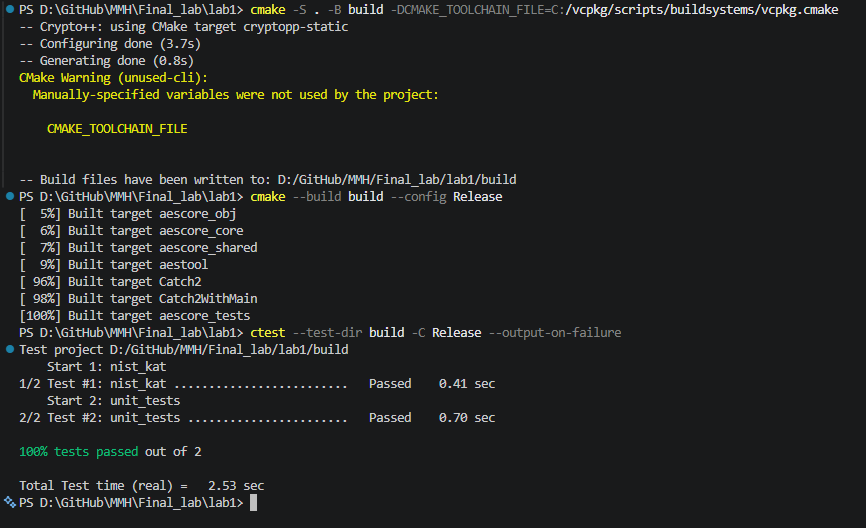 PS D:\GitHub\MMH\Final_lab\lab1> cmake -S . -B build -DCMAKE_TOOLCHAIN_FILE=C:/vcpkg/scripts/buildsystems/vcpkg.cmake
-- Crypto++: using CMake target cryptopp-static
-- Configuring done (3.7s)
-- Generating done (0.8s)
CMake Warning (unused-cli):
  Manually-specified variables were not used by the project:
    CMAKE_TOOLCHAIN_FILE
-- Build files have been written to: D:/GitHub/MMH/Final_lab/lab1/build
PS D:\GitHub\MMH\Final_lab\lab1> cmake --build build --config Release
[  5%] Built target aescore_obj
[  6%] Built target aescore_core
[  7%] Built target aescore_shared
[  9%] Built target aestool
[ 96%] Built target Catch2
[ 98%] Built target Catch2WithMain
[100%] Built target aescore_tests
PS D:\GitHub\MMH\Final_lab\lab1> ctest --test-dir build -C Release --output-on-failure
Test project D:/GitHub/MMH/Final_lab/lab1/build
    Start 1: nist_kat
1/2 Test #1: nist_kat .........................   Passed    0.41 sec
    Start 2: unit_tests
2/2 Test #2: unit_tests .......................   Passed    0.70 sec
100% tests passed out of 2
Total Test time (real) =   2.53 sec
PS D:\GitHub\MMH\Final_lab\lab1>